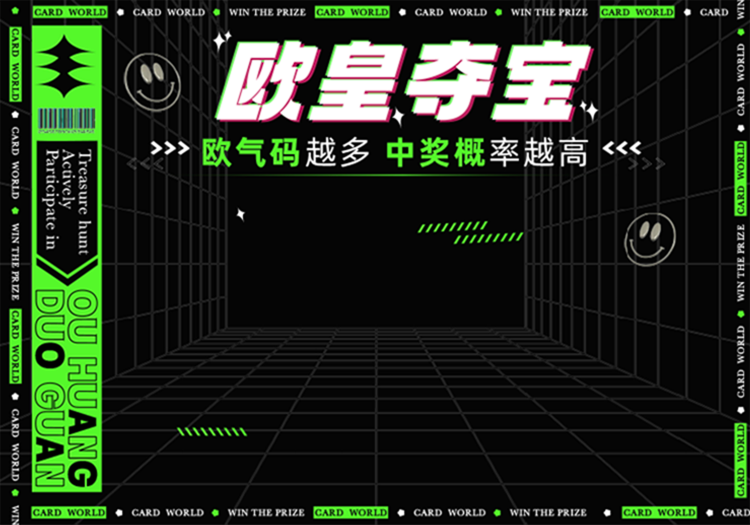 CARD WORLD WIN THE PRIZE CARD WORLD CARD WORLD WIN THE PRIZE CARD WORLD CARD
欧皇夺宝
欧气码越多 中奖概率越高
Treasure hunt
Actively
Participate in
OU HUANG
DUO GUAN
CARD WORLD CARD WORLD WIN THE PRIZE CARD WORLD CARD WORLD WIN
WIN THE PRIZE CARD WORLD WIN THE PRIZE CARD WORLD CARD WORLD
CARD WORLD CARD WORLD WIN THE PRIZE CARD WORLD CARD WORLD WIN THE PRIZE CARD WORLD CARD WORLD